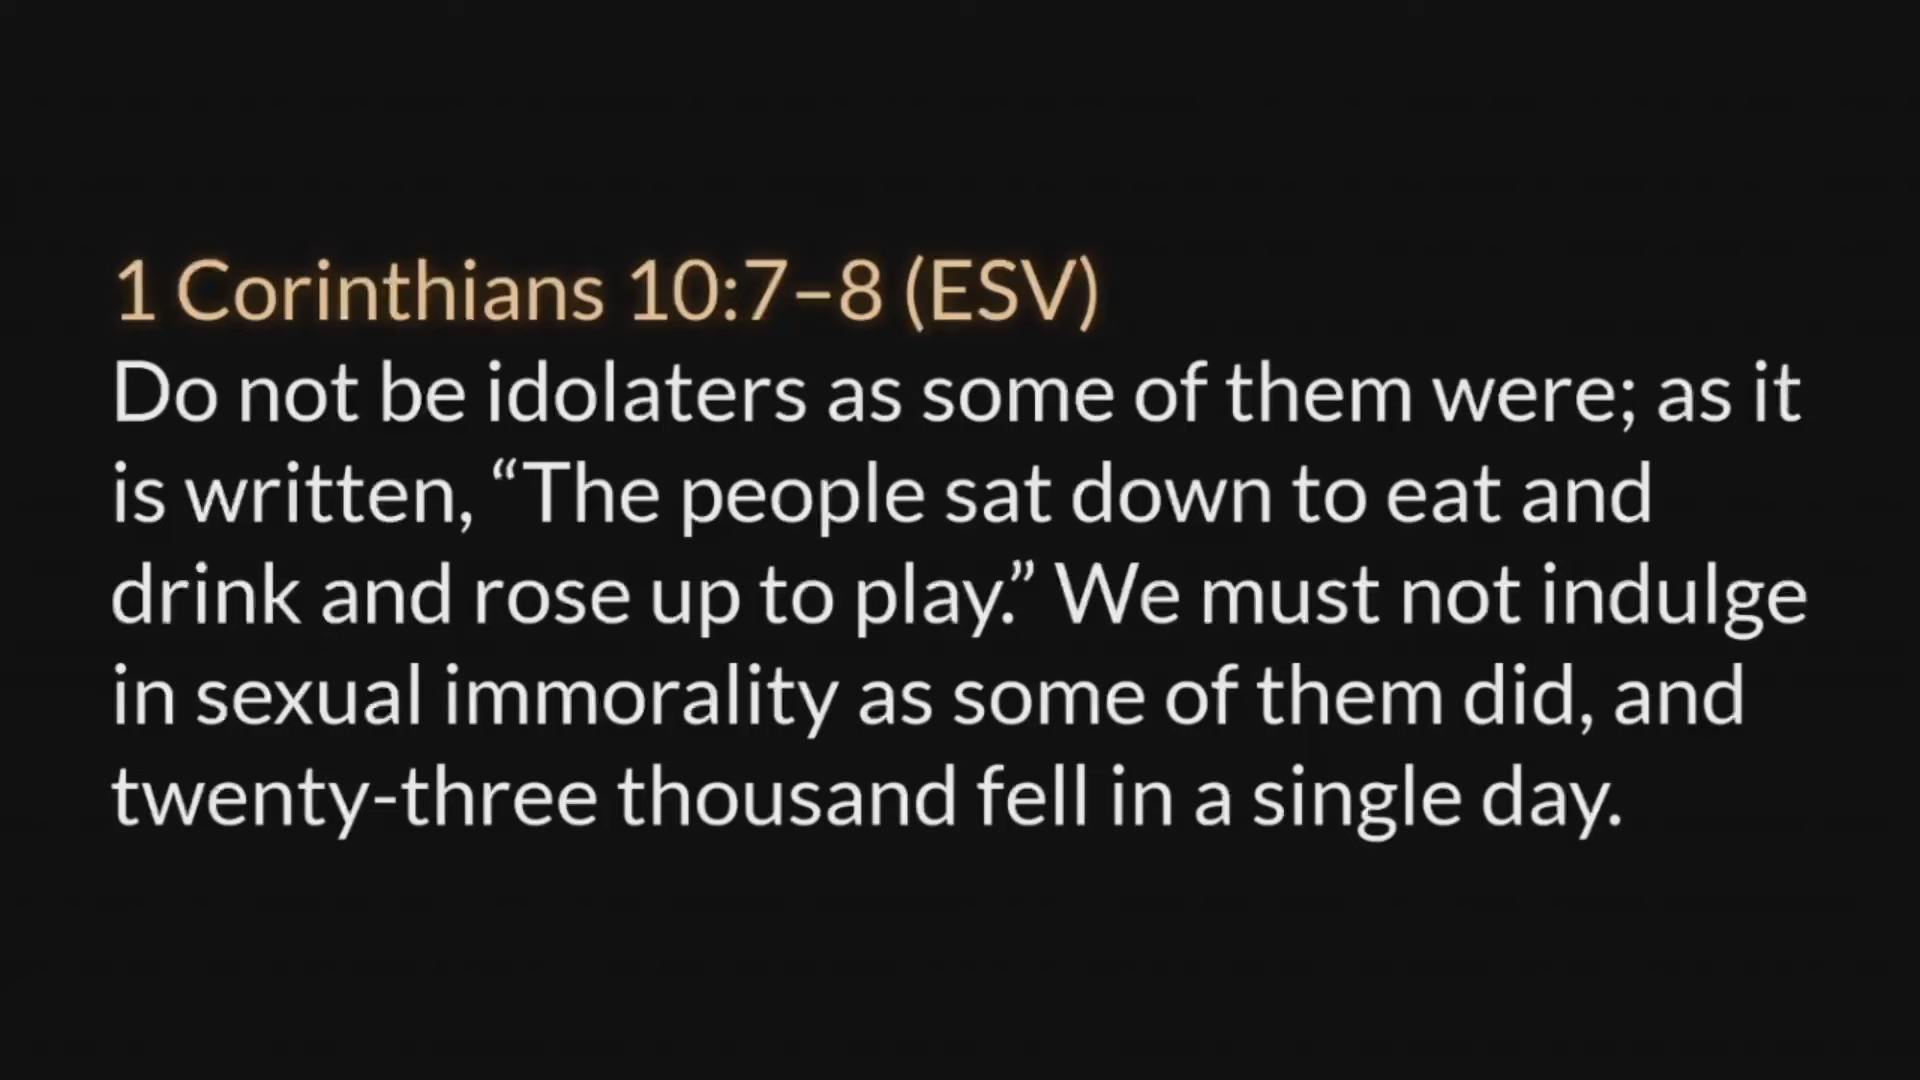 1 Corinthians 10:7–8 (ESV)
Do not be idolaters as some of them were; as it
is written, “The people sat down to eat and
drink and rose up to play.” We must not indulge
in sexual immorality as some of them did, and
twenty-three thousand fell in a single day.